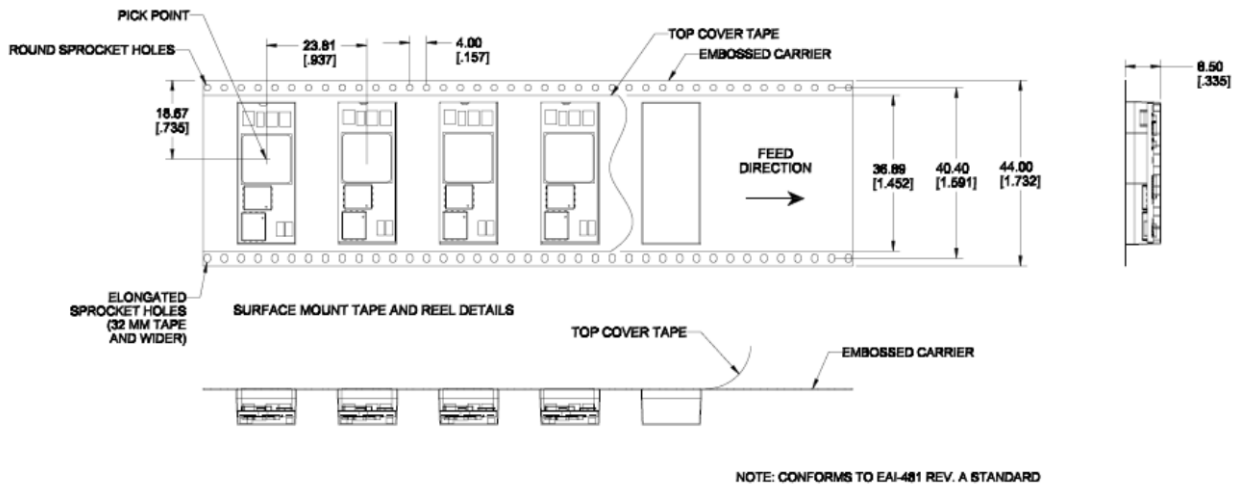 PICK POINT
ROUND SPROCKET HOLES
23.81
[.937]
4.00
[.157]
TOP COVER TAPE
EMBOSSED CARRIER
8.50
[.335]
18.67
[.735]
FEED
DIRECTION
36.89
[1.452]
40.40
[1.591]
44.00
[1.732]
ELONGATED
SPROCKET HOLES
(32 MM TAPE
AND WIDER)
SURFACE MOUNT TAPE AND REEL DETAILS
TOP COVER TAPE
EMBOSSED CARRIER
NOTE: CONFORMS TO EAI-481 REV. A STANDARD